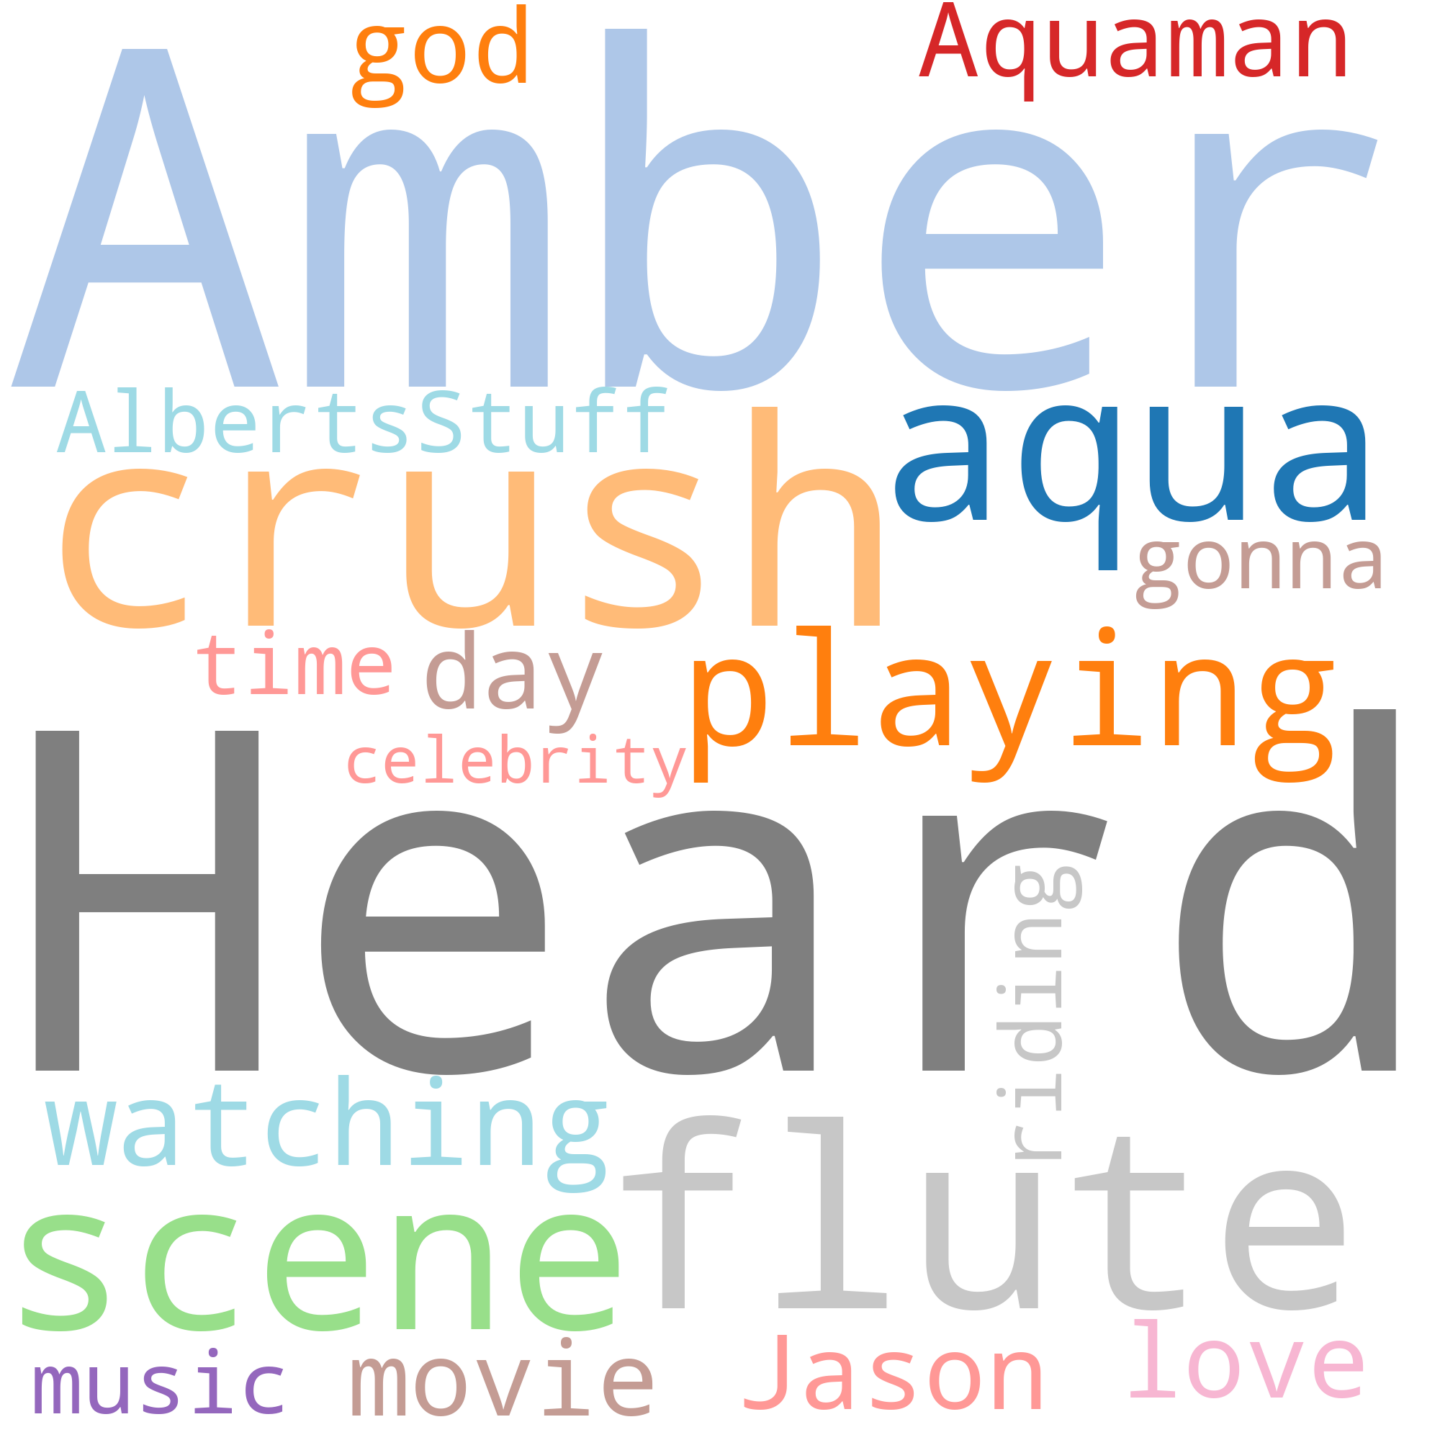 god Aquaman
Amber
AlbertsStuff aqua
crush
gonna
time day playing
celebrity
Heard
riding
watching
flute
scene
music movie Jason love